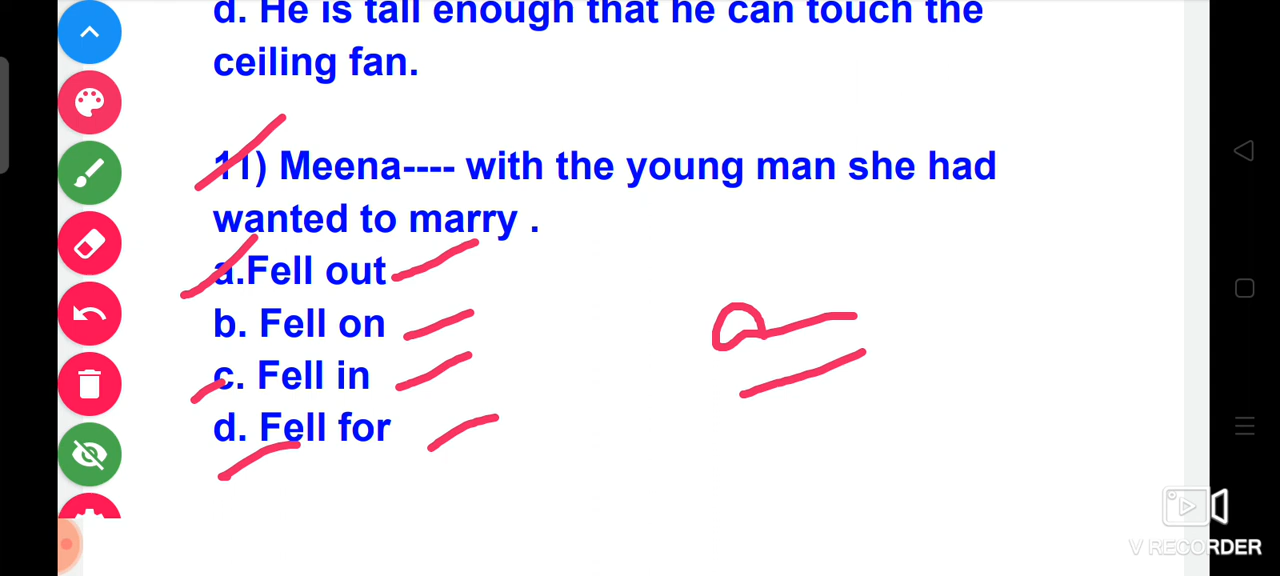 d. He is tall enough that he can touch the
ceiling fan.
11) Meena---- with the young man she had
wanted to marry .
a.Fell out
b. Fell on
c. Fell in
d. Fell for
V RECORDER